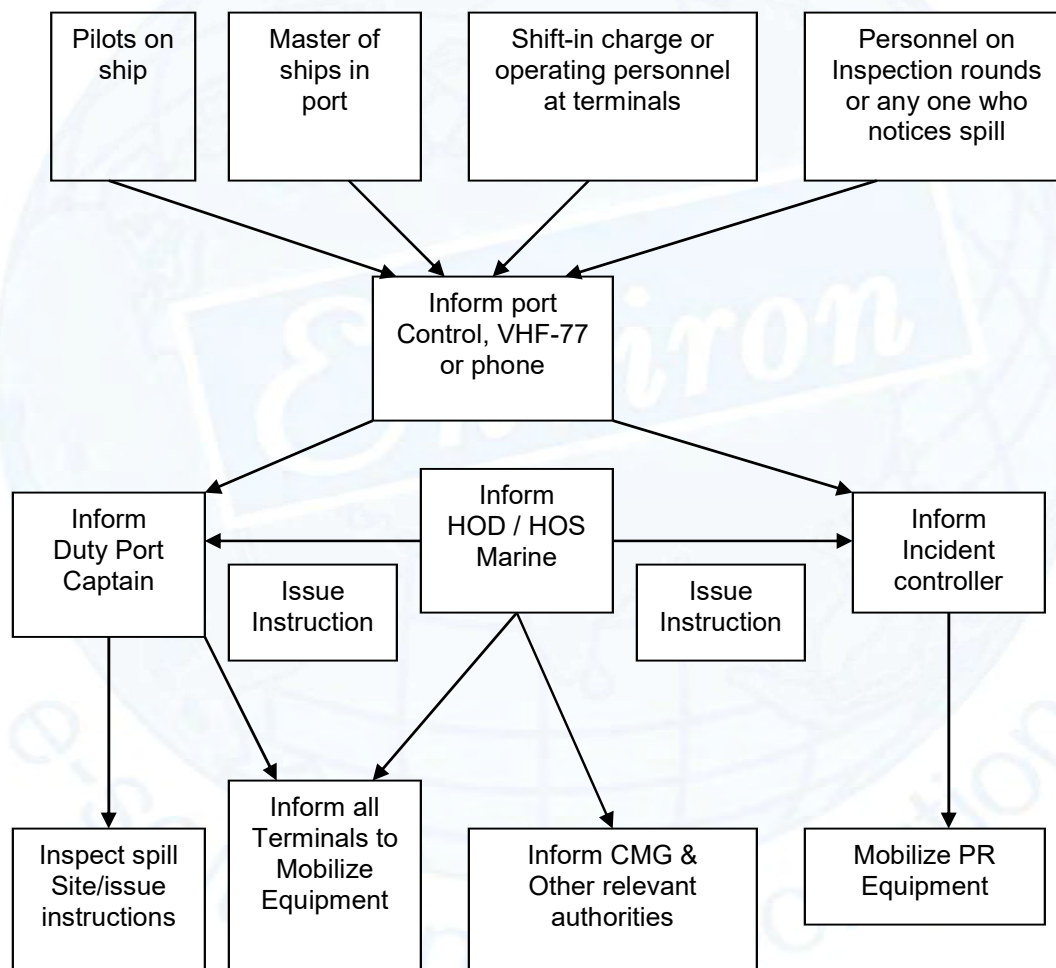 Pilots on
ship
Master of
ships in
port
Shift-in charge or
operating personnel
at terminals
Personnel on
Inspection rounds
or any one who
notices spill
Inform port
Control, VHF-77
or phone
Inform
Duty Port
Captain
Inform
HOD / HOS
Marine
Inform
Incident
controller
Issue
Instruction
Issue
Instruction
Inspect spill
Site/issue
instructions
Inform all
Terminals to
Mobilize
Equipment
Inform CMG &
Other relevant
authorities
Mobilize PR
Equipment